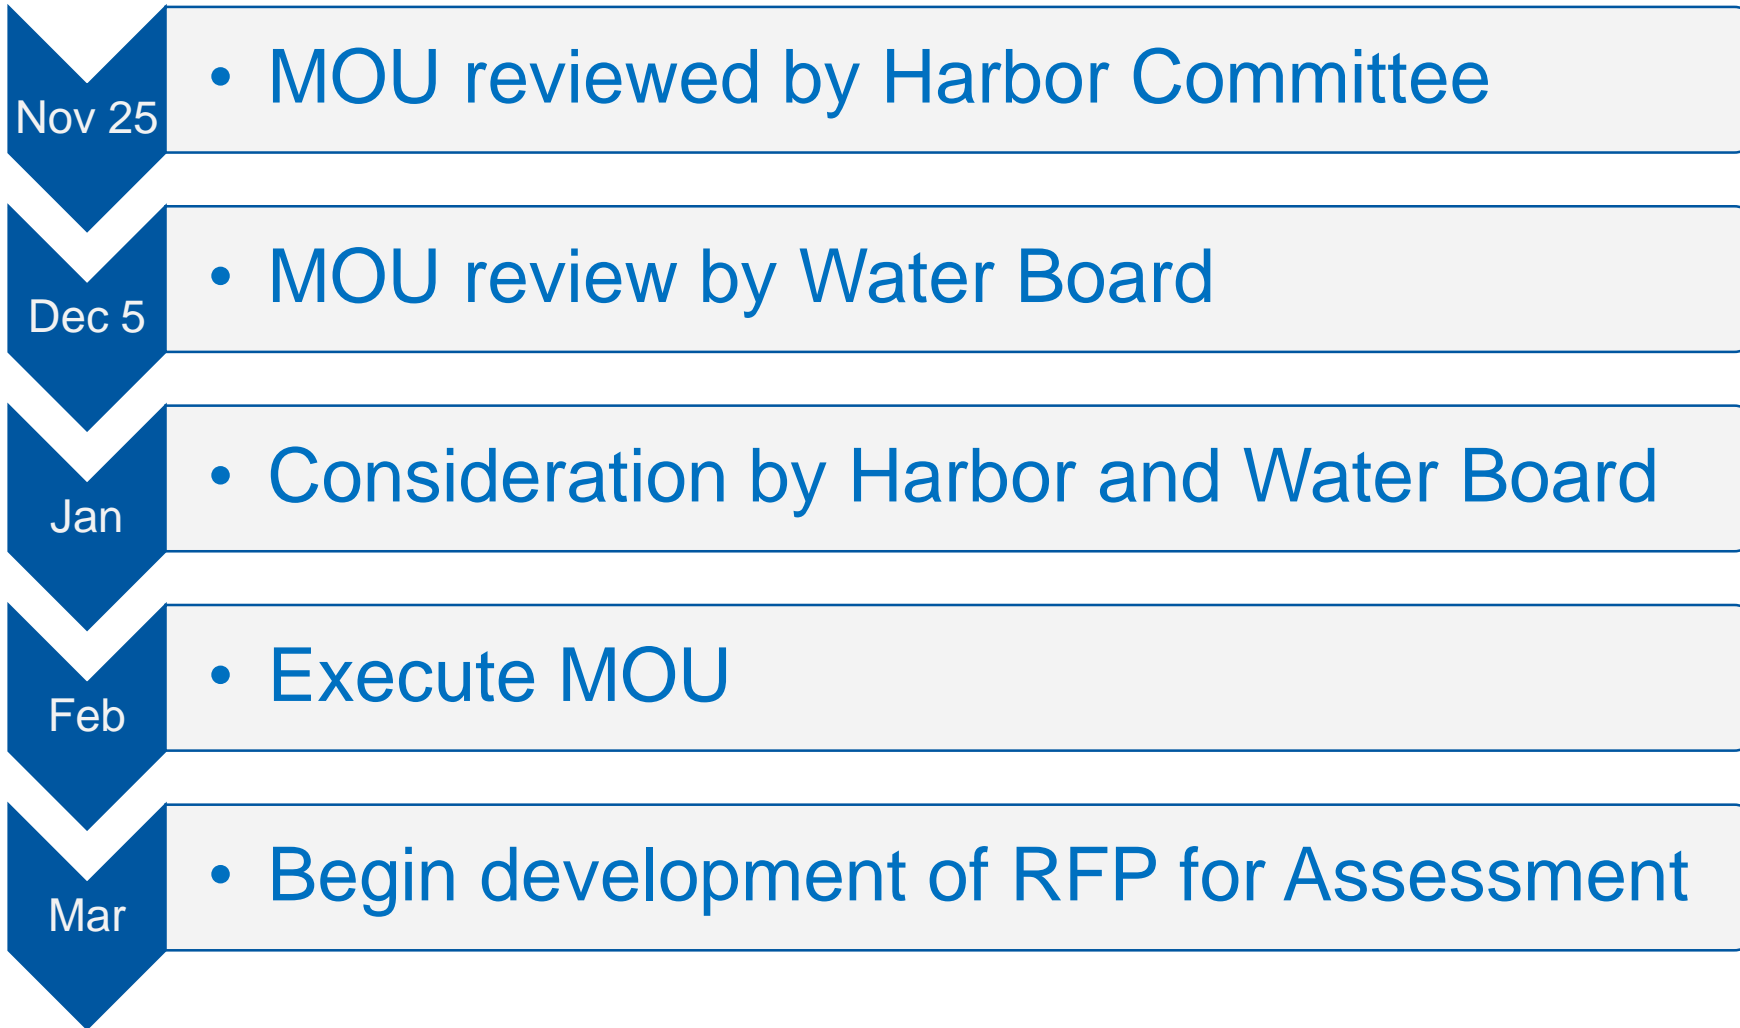 Nov 25
• MOU reviewed by Harbor Committee
Dec 5
• MOU review by Water Board
Jan
• Consideration by Harbor and Water Board
Feb
• Execute MOU
Mar
• Begin development of RFP for Assessment